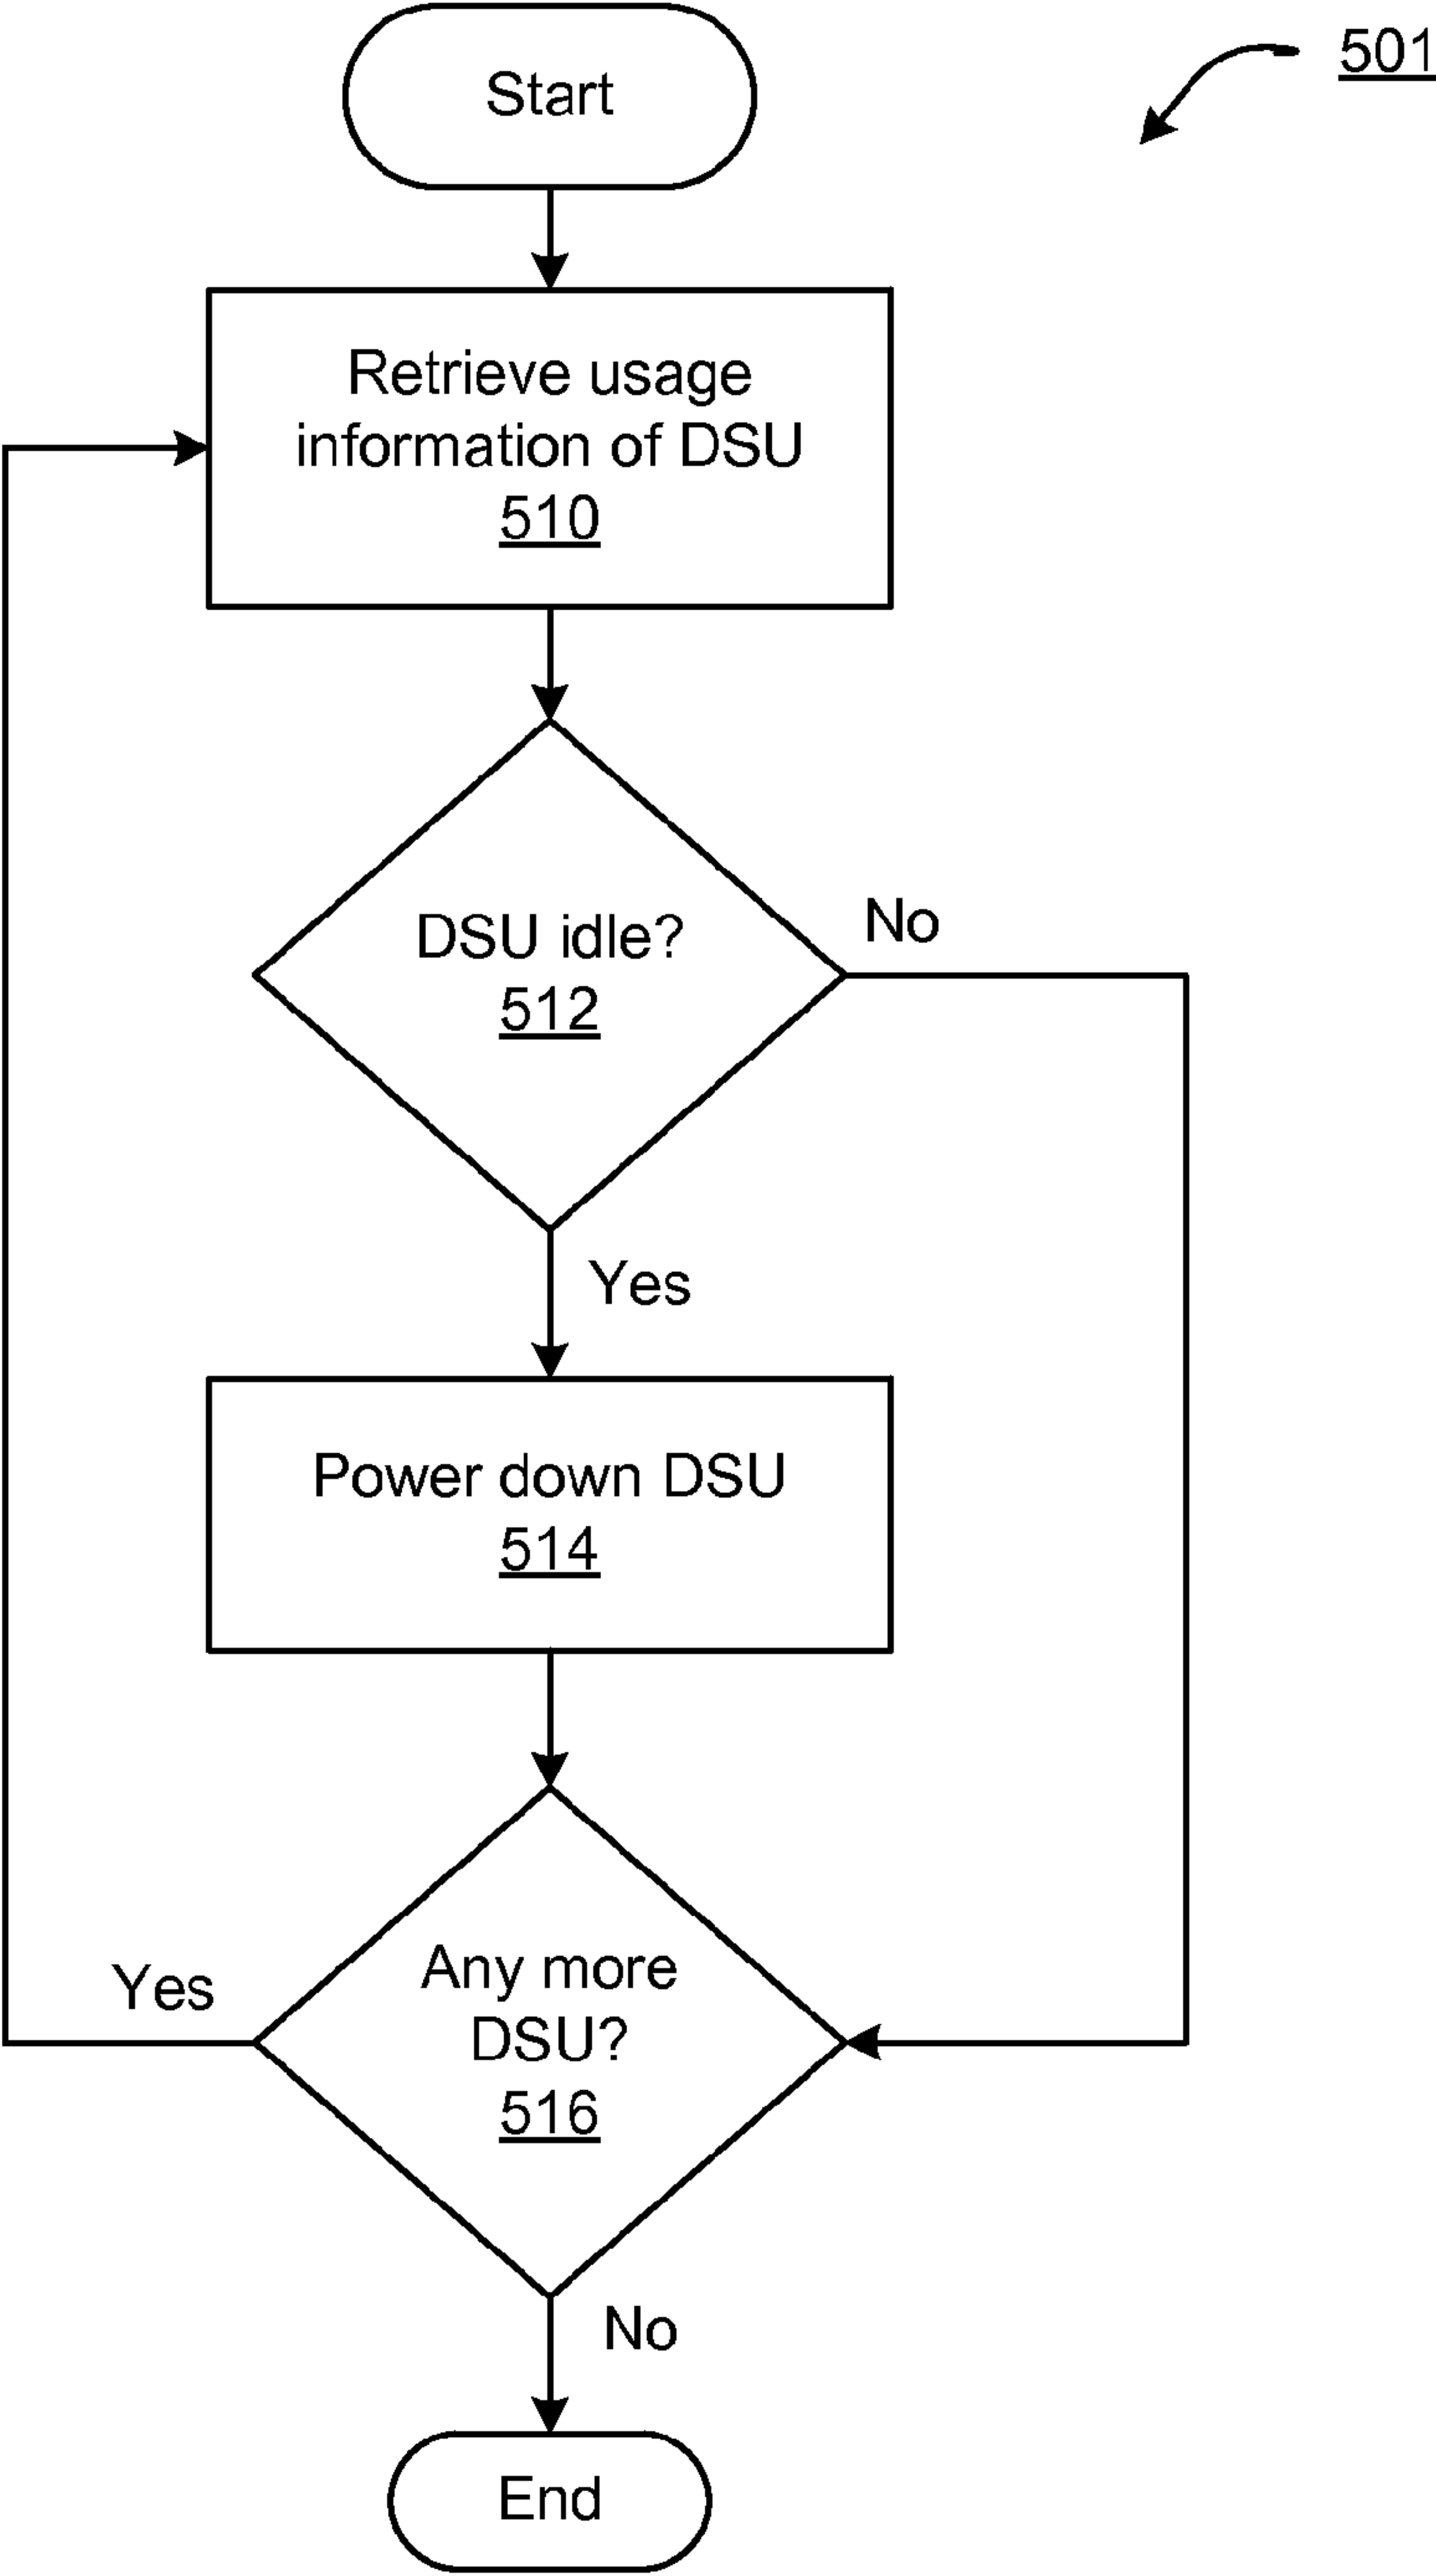 501
Start
Retrieve usage
information of DSU
510
DSU idle?
512
No
Yes
Power down DSU
514
Any more
DSU?
516
Yes
No
End